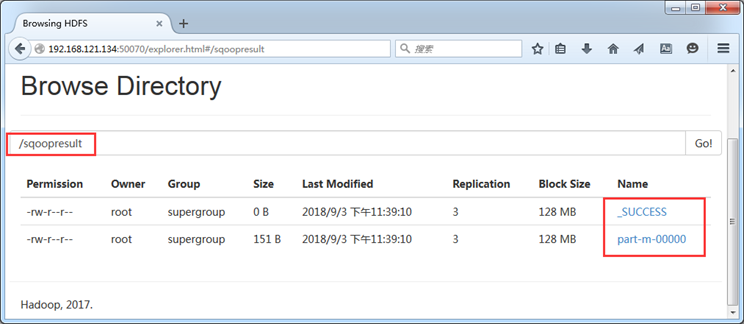 Browsing HDFS
192.168.121.134:50070/explorer.html#/sqoopresult
搜索
Browse Directory
/sqoopresult Go!
Permission Owner Group Size Last Modified Replication Block Size Name
-rw-r--r-- root supergroup 0 B 2018/9/3 下午11:39:10 3 128 MB _SUCCESS
-rw-r--r-- root supergroup 151 B 2018/9/3 下午11:39:10 3 128 MB part-m-00000
Hadoop, 2017.